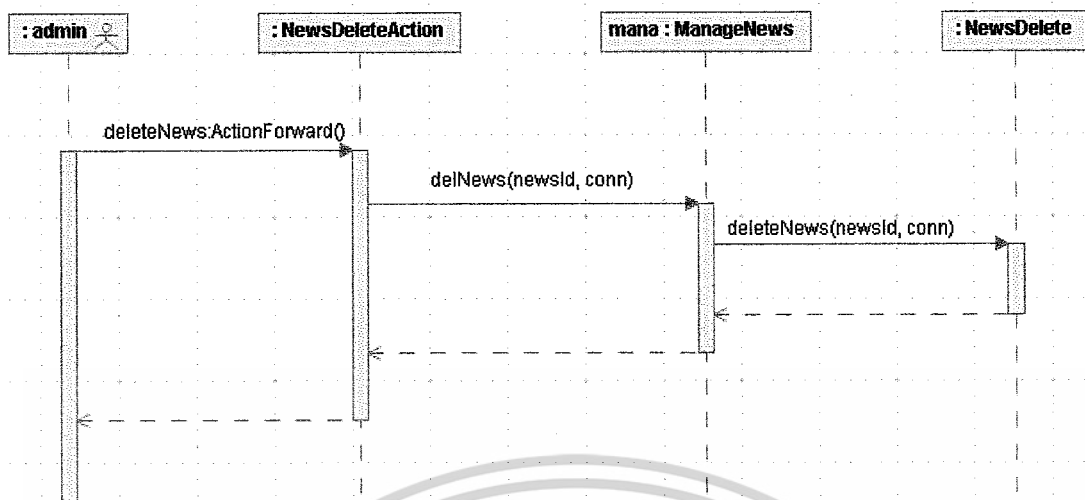 : admin
: NewsDeleteAction
mana : ManageNews
: NewsDelete
deleteNews:ActionForward()
delNews(newsId, conn)
deleteNews(newsId, conn)